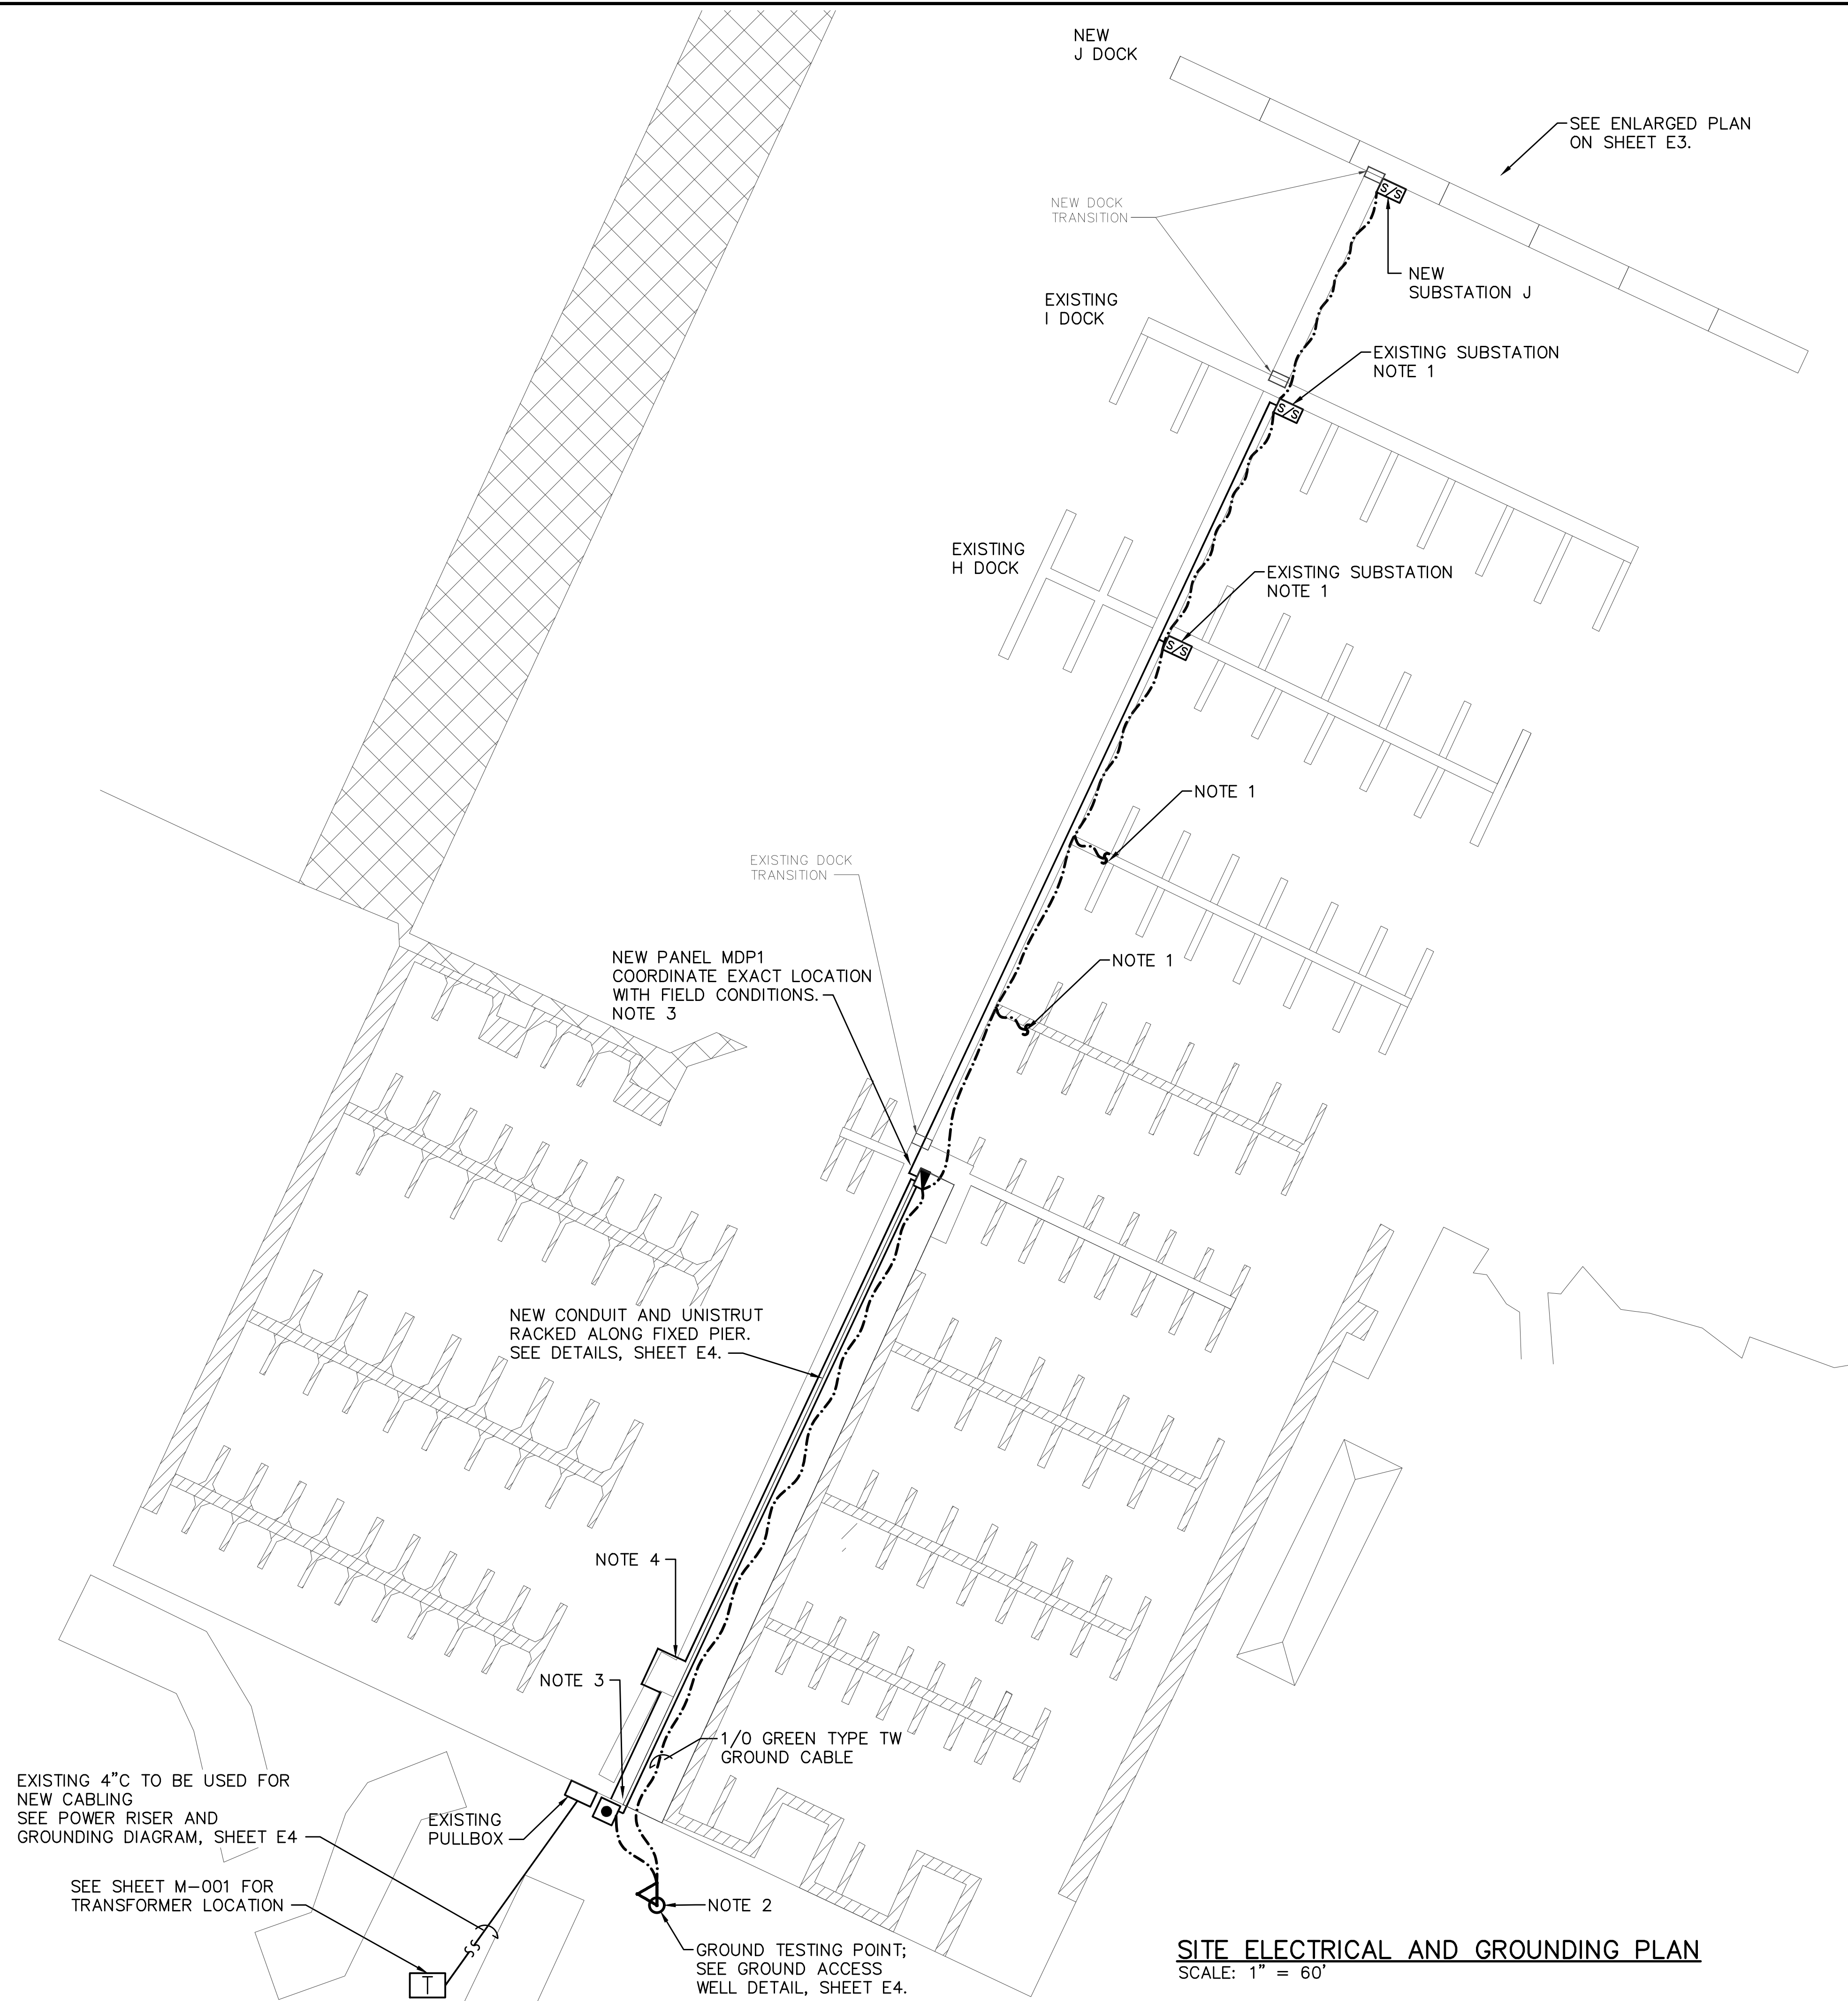 NEW
J DOCK
SEE ENLARGED PLAN
ON SHEET E3.
NEW DOCK
TRANSITION
S/S
NEW
SUBSTATION J
EXISTING
I DOCK
EXISTING SUBSTATION
NOTE 1
S/S
EXISTING
H DOCK
EXISTING SUBSTATION
NOTE 1
S/S
NOTE 1
EXISTING DOCK
TRANSITION
NEW PANEL MDP1
COORDINATE EXACT LOCATION
WITH FIELD CONDITIONS.
NOTE 3
NOTE 1
NEW CONDUIT AND UNISTRUT
RACKED ALONG FIXED PIER.
SEE DETAILS, SHEET E4.
NOTE 4
NOTE 3
1/0 GREEN TYPE TW
GROUND CABLE
EXISTING 4"C TO BE USED FOR
NEW CABLING
SEE POWER RISER AND
GROUNDING DIAGRAM, SHEET E4
EXISTING
PULLBOX
SEE SHEET M-001 FOR
TRANSFORMER LOCATION
T
NOTE 2
GROUND TESTING POINT;
SEE GROUND ACCESS
WELL DETAIL, SHEET E4.
SITE ELECTRICAL AND GROUNDING PLAN
SCALE: 1" = 60'